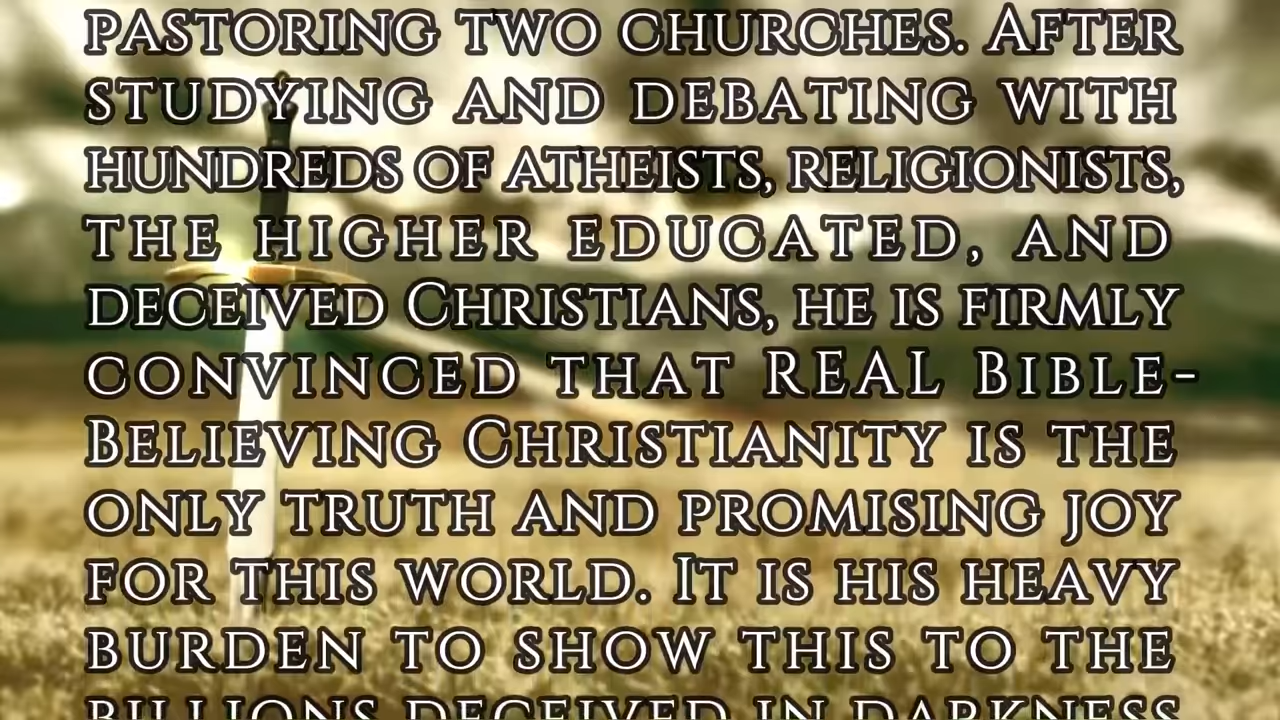 PASTORING TWO CHURCHES. AFTER
STUDYING AND DEBATING WITH
HUNDREDS OF ATHEISTS, RELIGIONISTS,
THE HIGHER EDUCATED, AND
DECEIVED CHRISTIANS, HE IS FIRMLY
CONVINCED THAT REAL BIBLE-
BELIEVING CHRISTIANITY IS THE
ONLY TRUTH AND PROMISING JOY
FOR THIS WORLD. IT IS HIS HEAVY
BURDEN TO SHOW THIS TO THE
BILLIONS DECEIVED IN DARKNESS